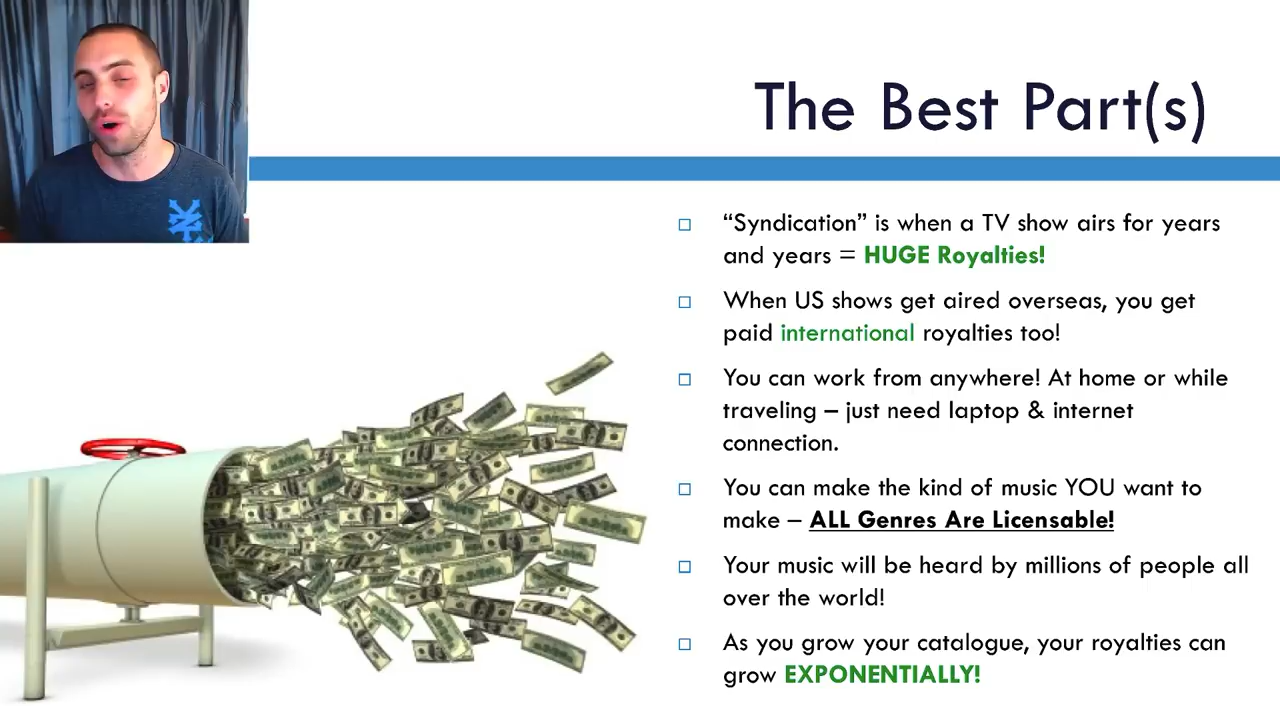 The Best Part(s)
“Syndication” is when a TV show airs for years
and years = HUGE Royalties!
When US shows get aired overseas, you get
paid international royalties too!
You can work from anywhere! At home or while
traveling – just need laptop & internet
connection.
You can make the kind of music YOU want to
make – ALL Genres Are Licensable!
Your music will be heard by millions of people all
over the world!
As you grow your catalogue, your royalties can
grow EXPONENTIALLY!